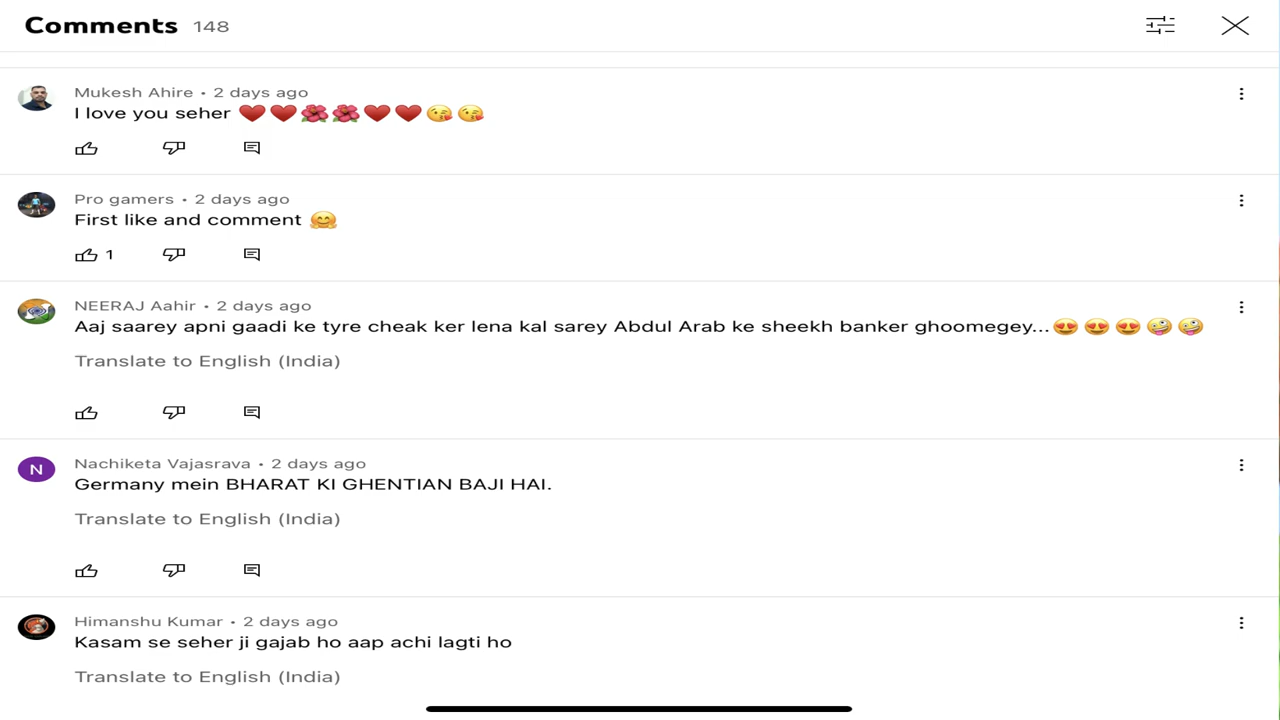 Comments 148
Mukesh Ahire • 2 days ago
I love you seher ❤️❤️🌺🌺❤️❤️😘😘
Pro gamers • 2 days ago
First like and comment 🤗
1
NEERAJ Aahir • 2 days ago
Aaj saarey apni gaadi ke tyre cheak ker lena kal sarey Abdul Arab ke sheekh banker ghoomegey...😍😍😍🤪🤪
Translate to English (India)
N
Nachiketa Vajasrava • 2 days ago
Germany mein BHARAT KI GHENTIAN BAJI HAI.
Translate to English (India)
Himanshu Kumar • 2 days ago
Kasam se seher ji gajab ho aap achi lagti ho
Translate to English (India)